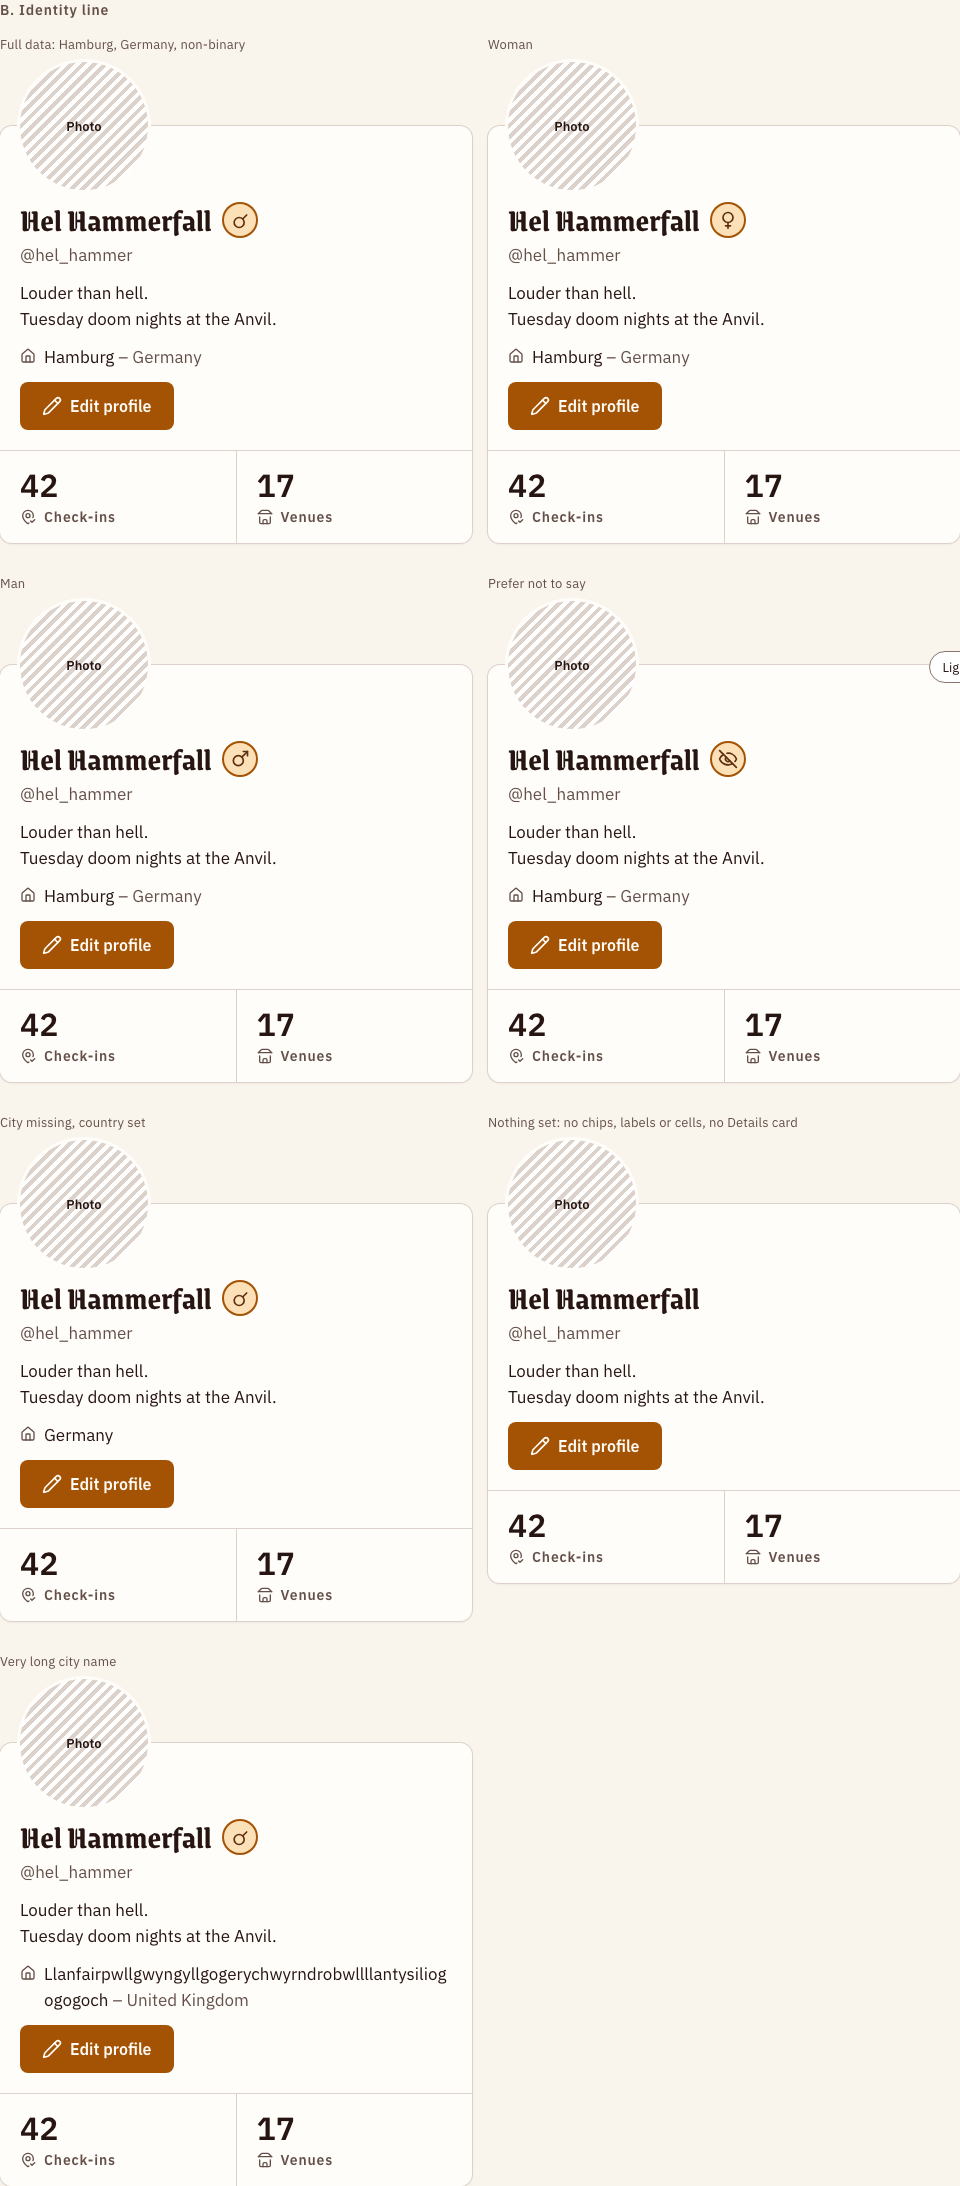 B. Identity line
Full data: Hamburg, Germany, non-binary
Photo
Hel Hammerfall
@hel_hammer
Louder than hell.
Tuesday doom nights at the Anvil.
Hamburg – Germany
Edit profile
42
Check-ins
17
Venues
Woman
Photo
Hel Hammerfall
@hel_hammer
Louder than hell.
Tuesday doom nights at the Anvil.
Hamburg – Germany
Edit profile
42
Check-ins
17
Venues
Man
Photo
Hel Hammerfall
@hel_hammer
Louder than hell.
Tuesday doom nights at the Anvil.
Hamburg – Germany
Edit profile
42
Check-ins
17
Venues
Prefer not to say
Photo
Lig
Hel Hammerfall
@hel_hammer
Louder than hell.
Tuesday doom nights at the Anvil.
Hamburg – Germany
Edit profile
42
Check-ins
17
Venues
City missing, country set
Photo
Hel Hammerfall
@hel_hammer
Louder than hell.
Tuesday doom nights at the Anvil.
Germany
Edit profile
42
Check-ins
17
Venues
Nothing set: no chips, labels or cells, no Details card
Photo
Hel Hammerfall
@hel_hammer
Louder than hell.
Tuesday doom nights at the Anvil.
Edit profile
42
Check-ins
17
Venues
Very long city name
Photo
Hel Hammerfall
@hel_hammer
Louder than hell.
Tuesday doom nights at the Anvil.
Llanfairpwllgwyngyllgogerychwyrndrobwllllantysiliog
ogogoch – United Kingdom
Edit profile
42
Check-ins
17
Venues